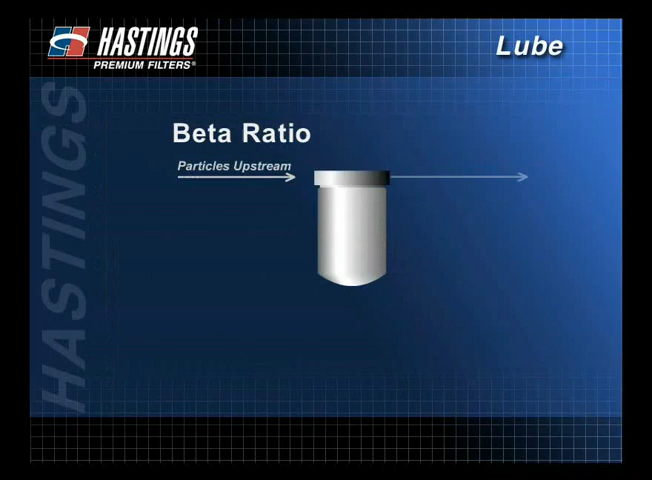 HASTINGS
PREMIUM FILTERS®
Lube
HASTINGS
Beta Ratio
Particles Upstream